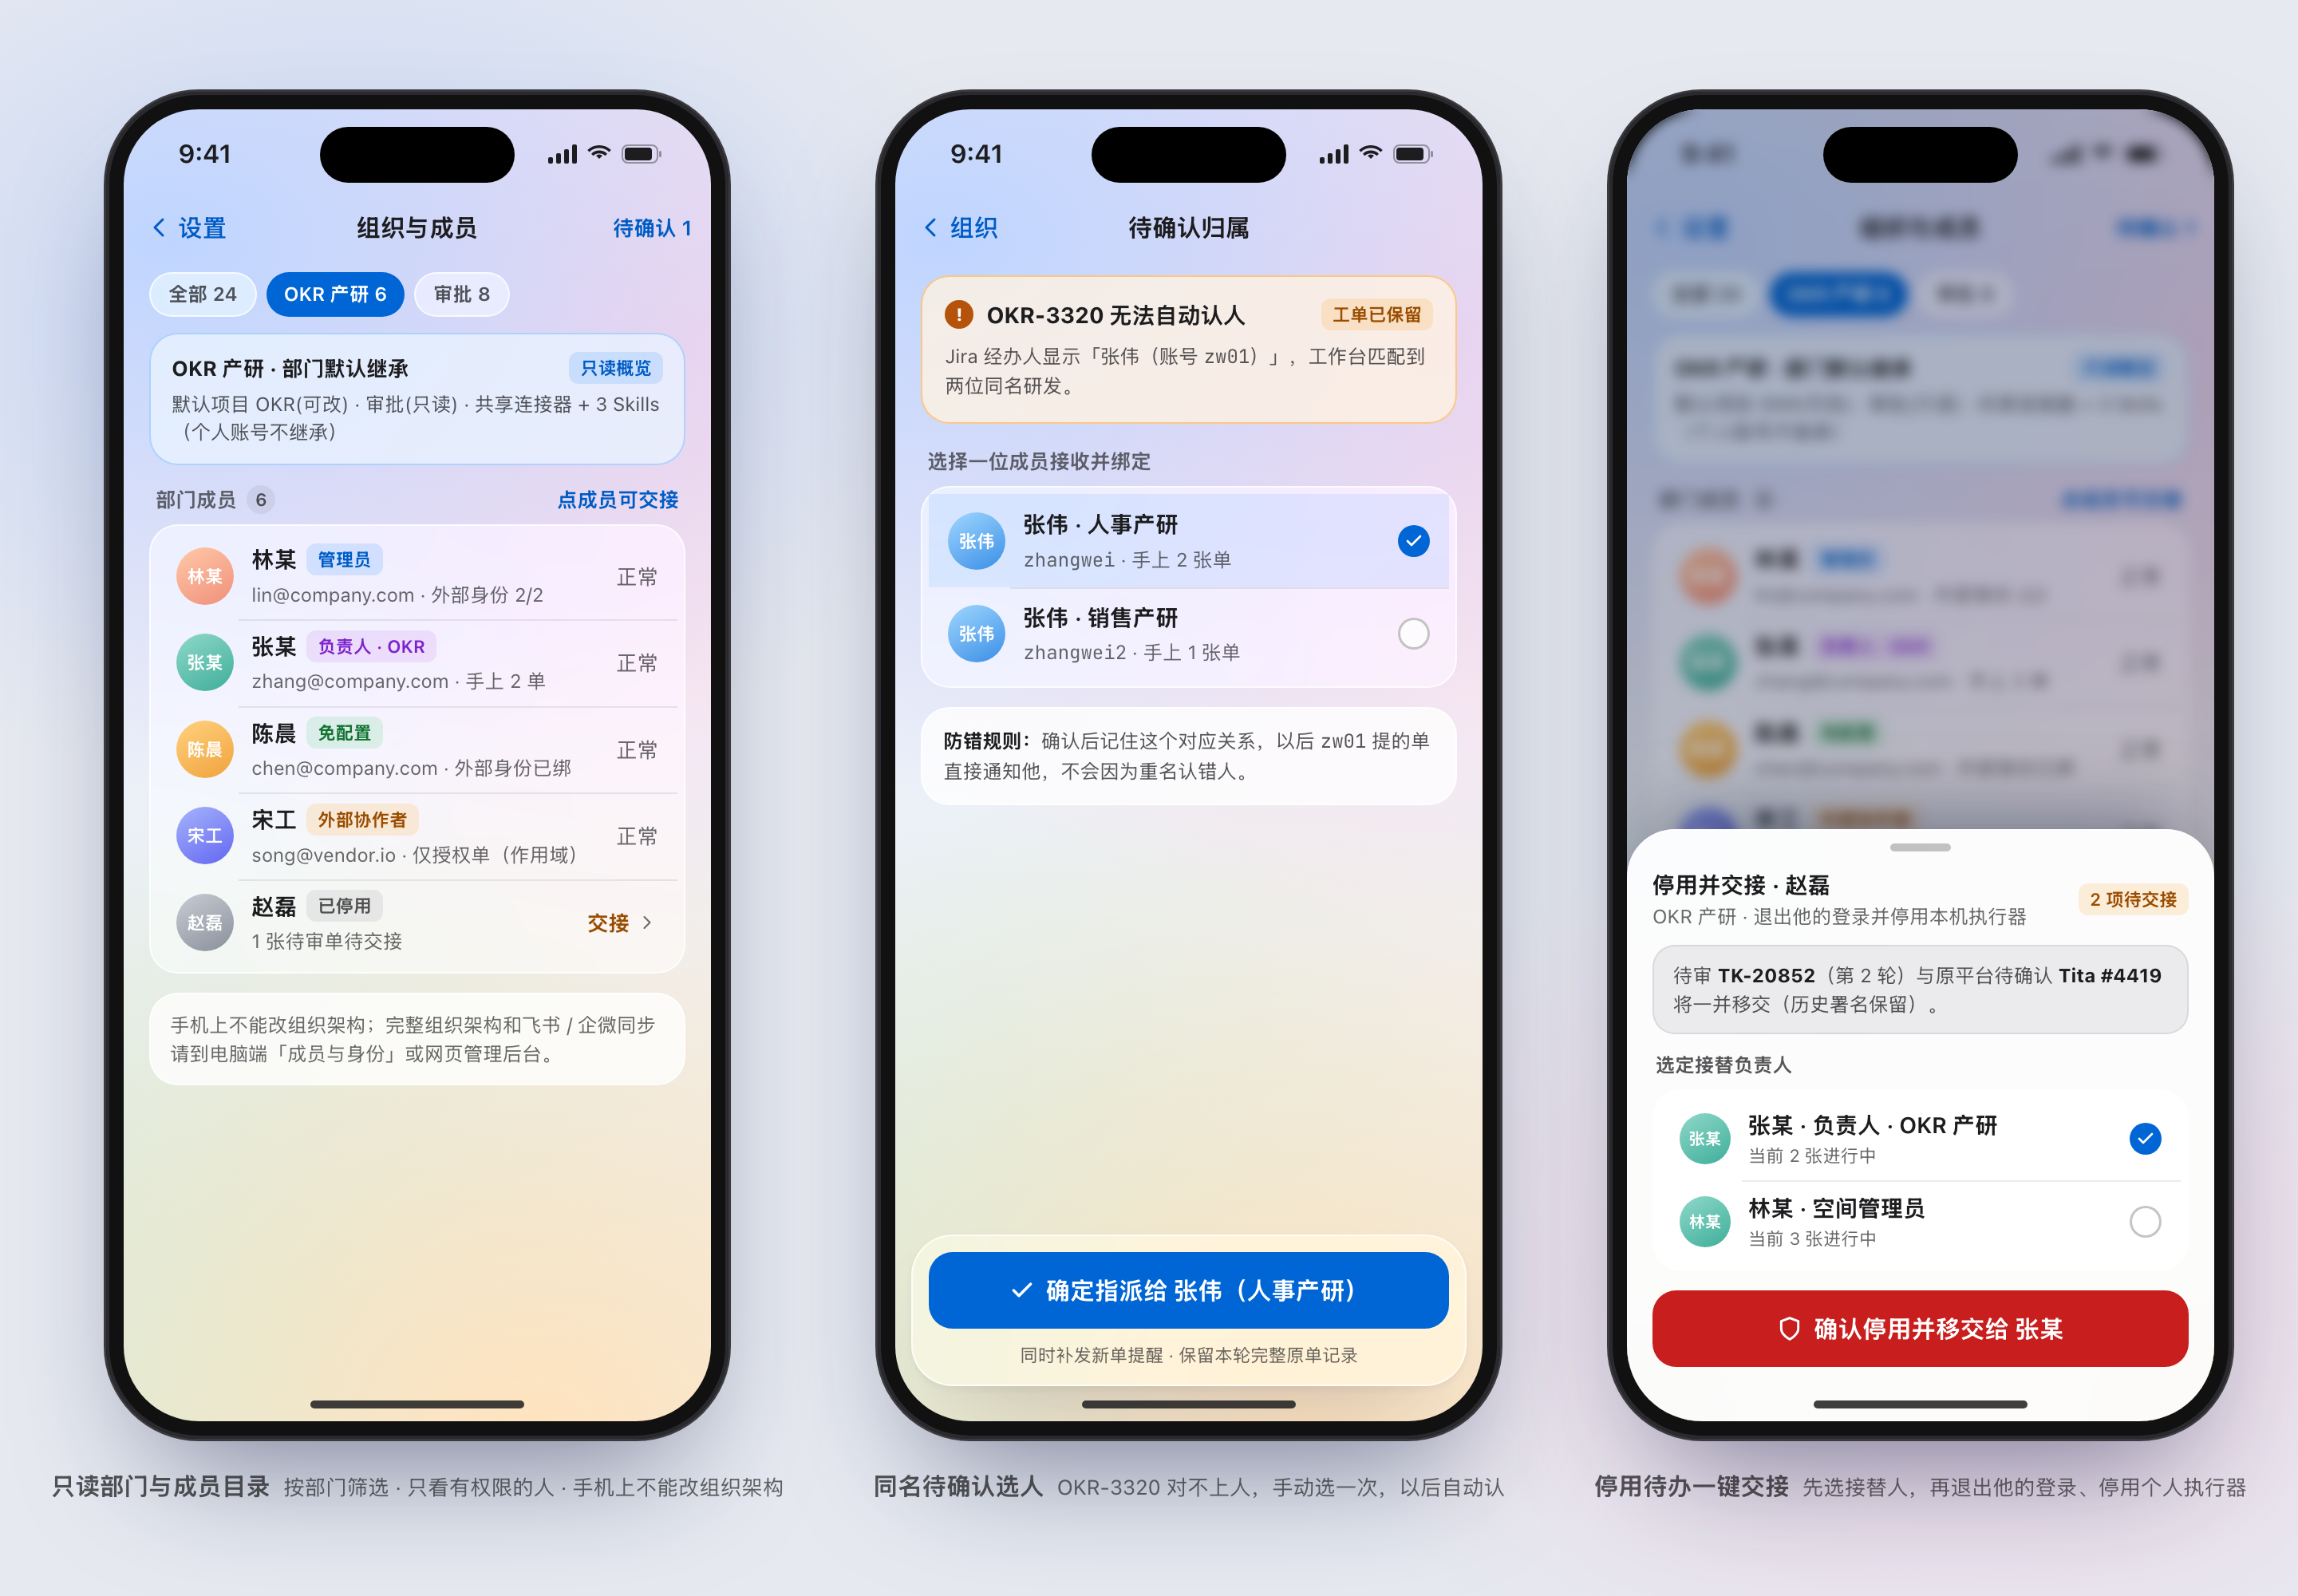 9:41
设置
组织与成员
待确认 1
全部 24
OKR 产研 6
审批 8
OKR 产研 · 部门默认继承
只读概览
默认项目 OKR(可改) · 审批(只读) · 共享连接器 + 3 Skills
（个人账号不继承）
部门成员 6
点成员可交接
林某
林某 管理员
lin@company.com · 外部身份 2/2
正常
张某
张某 负责人 · OKR
zhang@company.com · 手上 2 单
正常
陈晨
陈晨 免配置
chen@company.com · 外部身份已绑
正常
宋工
宋工 外部协作者
song@vendor.io · 仅授权单（作用域）
正常
赵磊
赵磊 已停用
1 张待审单待交接
交接
手机上不能改组织架构；完整组织架构和飞书 / 企微同步
请到电脑端「成员与身份」或网页管理后台。
只读部门与成员目录 按部门筛选 · 只看有权限的人 · 手机上不能改组织架构
9:41
组织
待确认归属
OKR-3320 无法自动认人
工单已保留
Jira 经办人显示「张伟（账号 zw01）」，工作台匹配到
两位同名研发。
选择一位成员接收并绑定
张伟
张伟 · 人事产研
zhangwei · 手上 2 张单
张伟
张伟 · 销售产研
zhangwei2 · 手上 1 张单
防错规则：确认后记住这个对应关系，以后 zw01 提的单
直接通知他，不会因为重名认错人。
确定指派给 张伟（人事产研）
同时补发新单提醒 · 保留本轮完整原单记录
同名待确认选人 OKR-3320 对不上人，手动选一次，以后自动认
停用并交接 · 赵磊
OKR 产研 · 退出他的登录并停用本机执行器
2 项待交接
待审 TK-20852（第 2 轮）与原平台待确认 Tita #4419
将一并移交（历史署名保留）。
选定接替负责人
张某
张某 · 负责人 · OKR 产研
当前 2 张进行中
林某
林某 · 空间管理员
当前 3 张进行中
确认停用并移交给 张某
停用待办一键交接 先选接替人，再退出他的登录、停用个人执行器